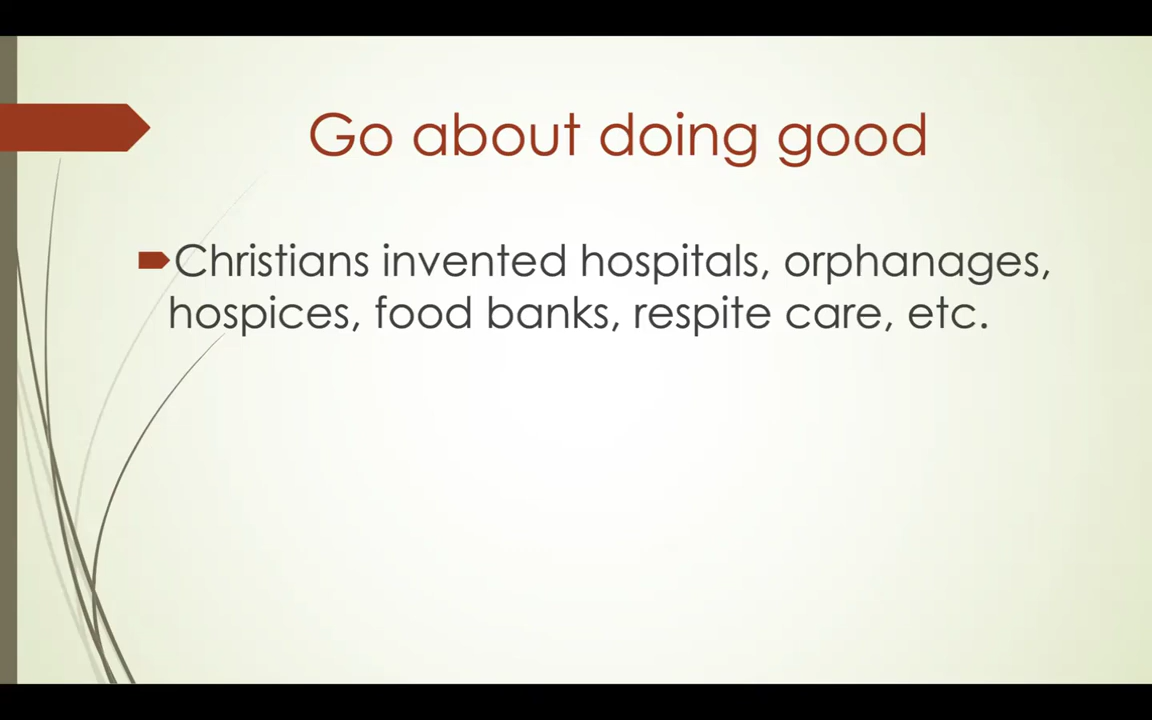 Go about doing good
Christians invented hospitals, orphanages,
hospices, food banks, respite care, etc.